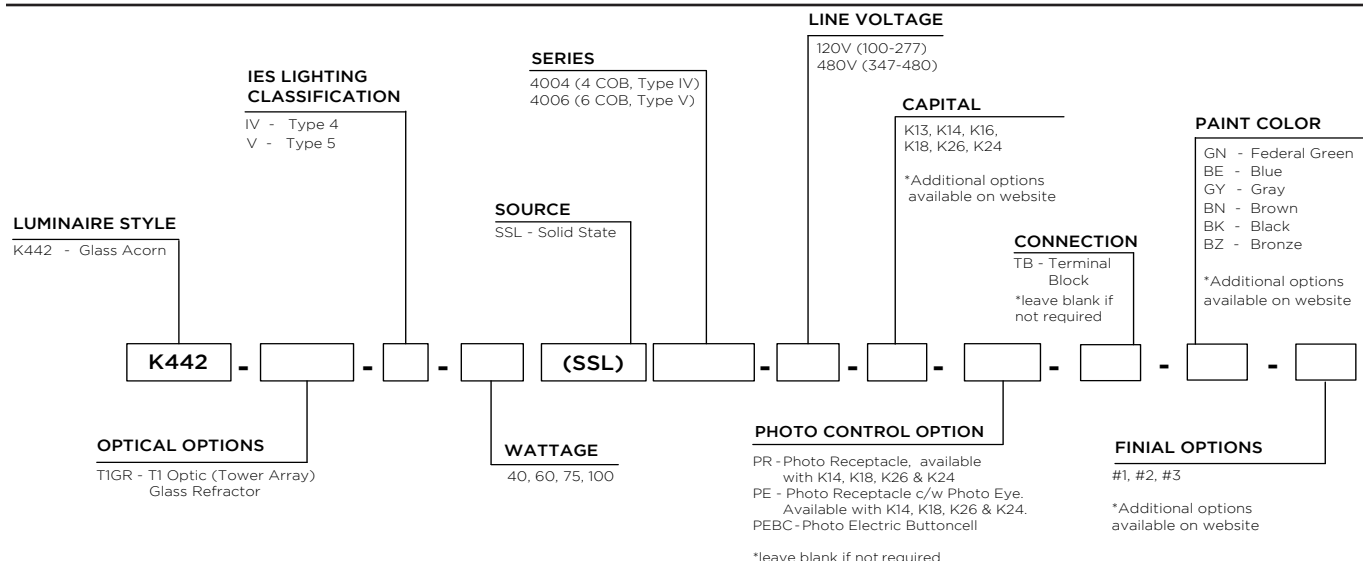 LINE VOLTAGE
120V (100-277)
480V (347-480)
SERIES
4004 (4 COB, Type IV)
4006 (6 COB, Type V)
IES LIGHTING
CLASSIFICATION
IV - Type 4
V - Type 5
CAPITAL
K13, K14, K16,
K18, K26, K24
*Additional options
available on website
PAINT COLOR
GN - Federal Green
BE - Blue
GY - Gray
BN - Brown
BK - Black
BZ - Bronze
*Additional options
available on website
LUMINAIRE STYLE
K442 - Glass Acorn
SOURCE
SSL - Solid State
CONNECTION
TB - Terminal
Block
*leave blank if
not required
K442 - - - (SSL) - - - - - -
OPTICAL OPTIONS
T1GR - T1 Optic (Tower Array)
Glass Refractor
WATTAGE
40, 60, 75, 100
PHOTO CONTROL OPTION
PR - Photo Receptacle, available
with K14, K18, K26 & K24
PE - Photo Receptacle c/w Photo Eye.
Available with K14, K18, K26 & K24.
PEBC - Photo Electric Buttoncell
*leave blank if not required
FINIAL OPTIONS
#1, #2, #3
*Additional options
available on website